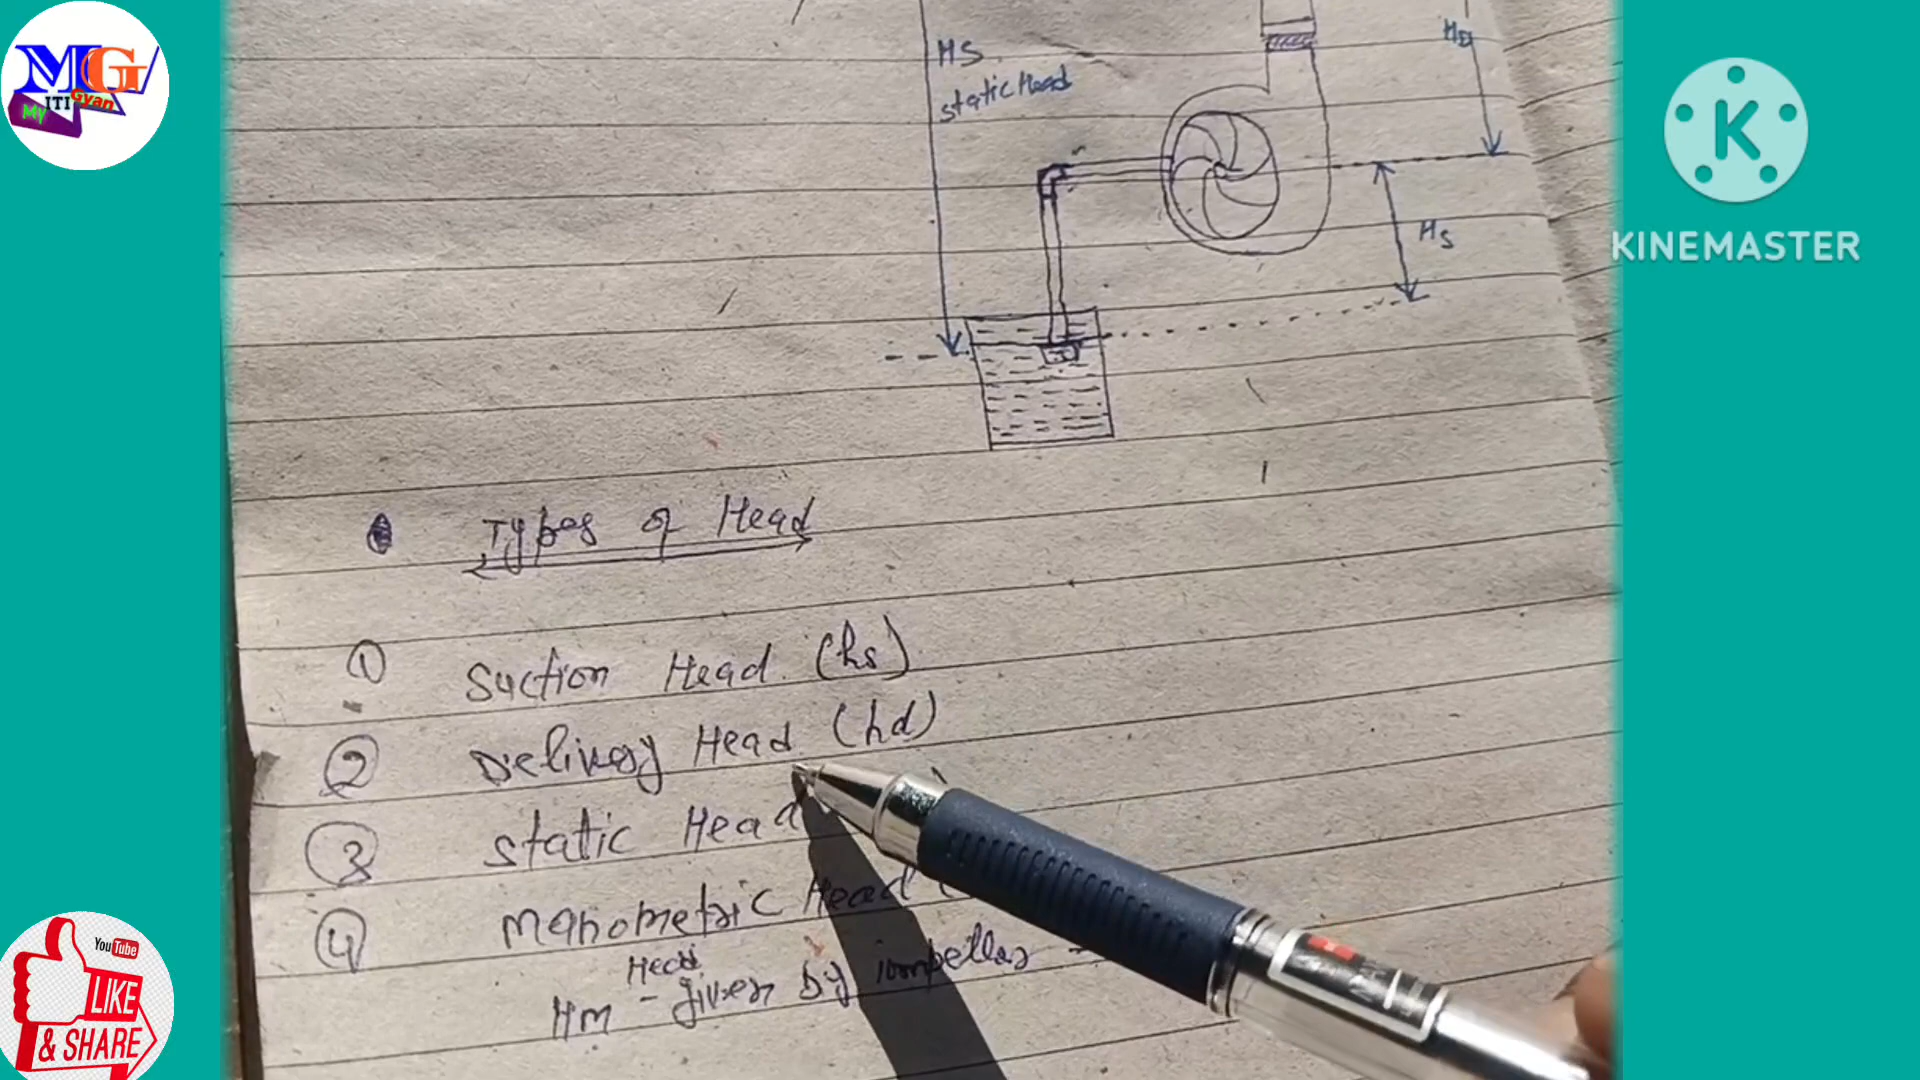 MG
My ITI Gyan
HS
static Head
HD
K
KINEMASTER
Hs
Types of Head
① Suction Head (hs)
② Delivery Head (hd)
③ Static Head
④ Manometric Head (
Head
HM - given by impeller -
YouTube
LIKE
& SHARE